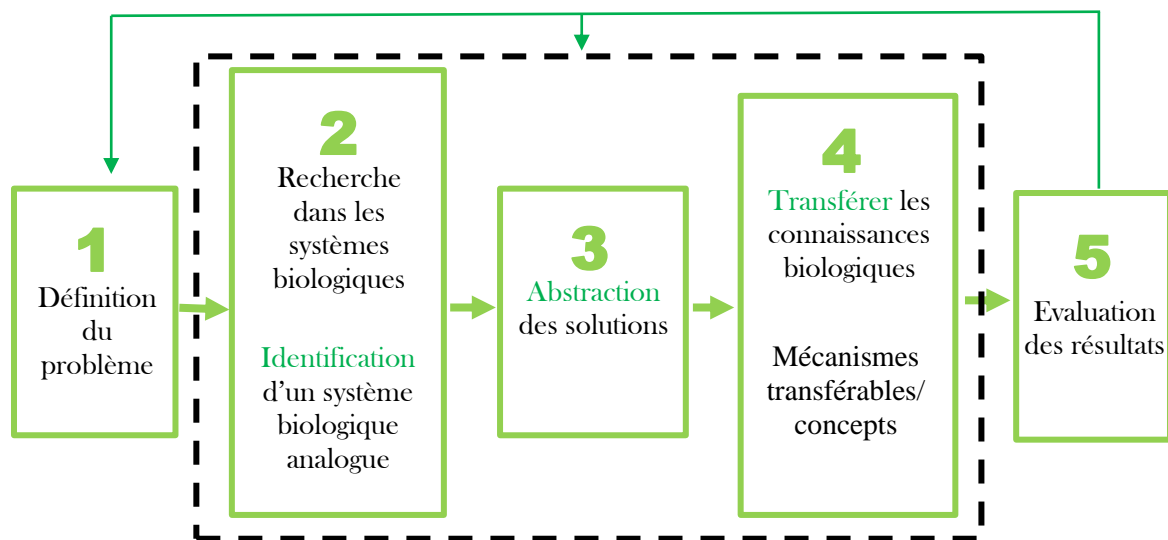 1
Définition
du
problème
2
Recherche
dans les
systèmes
biologiques
Identification
d'un système
biologique
analogue
3
Abstraction
des solutions
4
Transférer les
connaissances
biologiques
Mécanismes
transférables/
concepts
5
Evaluation
des résultats